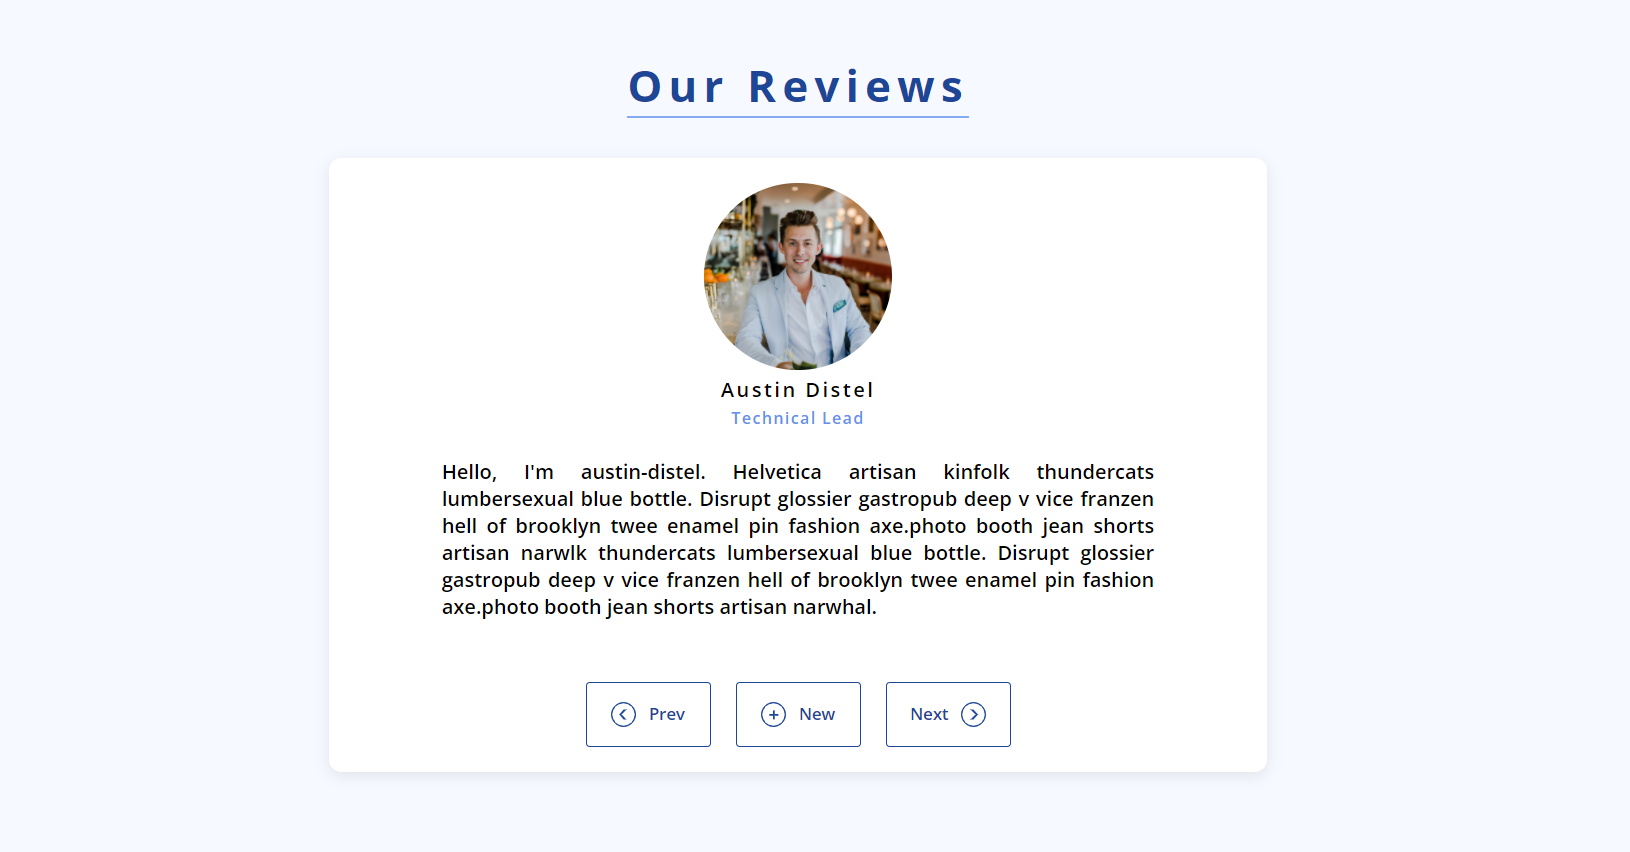 Our Reviews
Austin Distel
Technical Lead
Hello, I'm austin-distel. Helvetica artisan kinfolk thundercats
lumbersexual blue bottle. Disrupt glossier gastropub deep v vice franzen
hell of brooklyn twee enamel pin fashion axe.photo booth jean shorts
artisan narwlk thundercats lumbersexual blue bottle. Disrupt glossier
gastropub deep v vice franzen hell of brooklyn twee enamel pin fashion
axe.photo booth jean shorts artisan narwhal.
Prev
New
Next